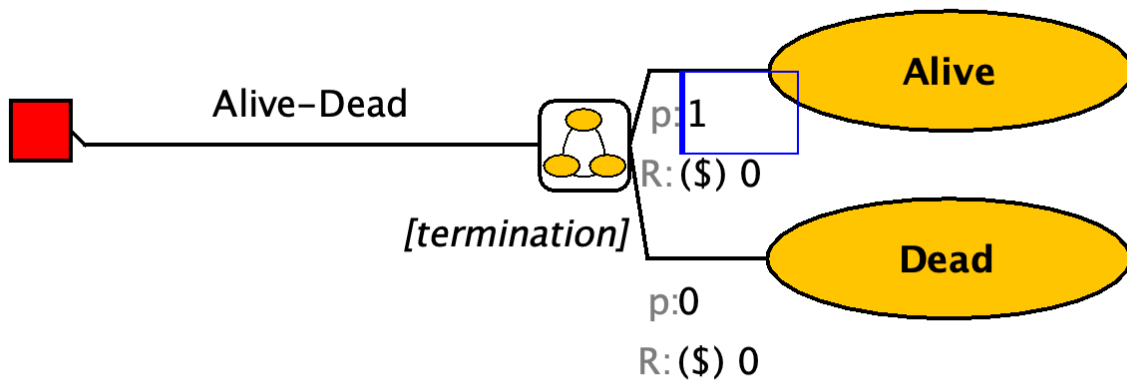 Alive-Dead
[termination]
p:1
R:($) 0
Alive
p:0
R:($) 0
Dead